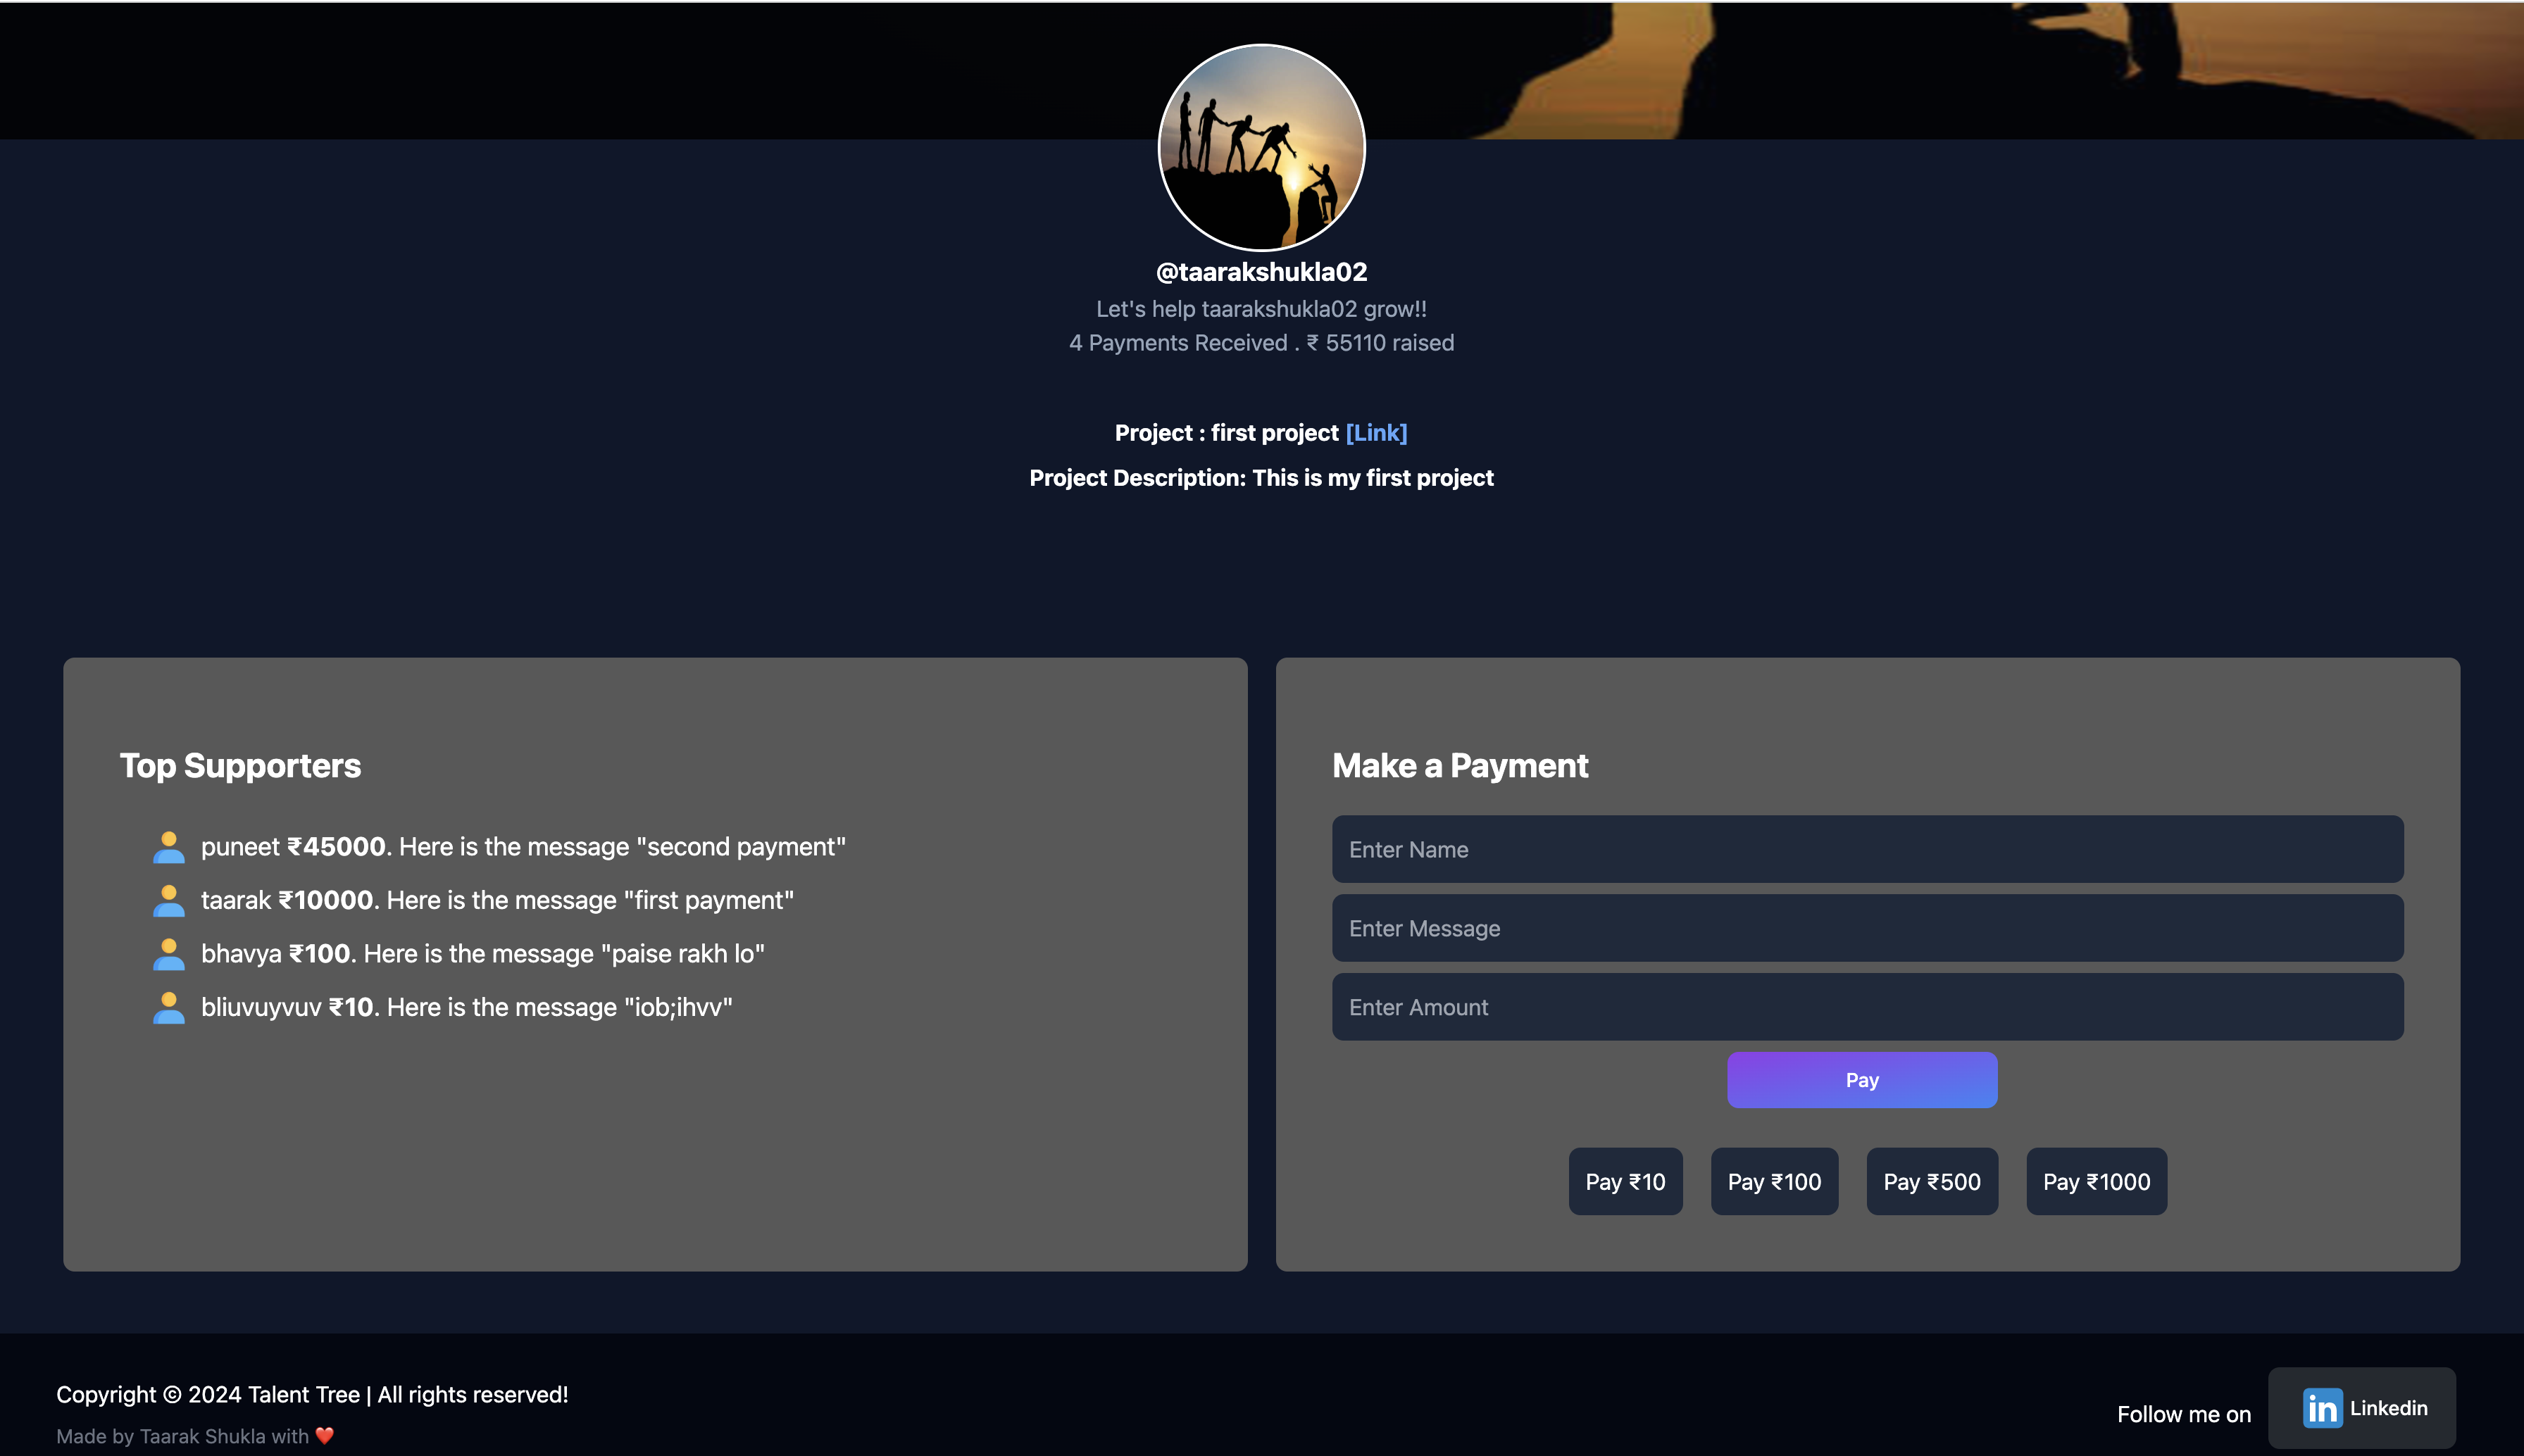 @taarakshukla02
Let's help taarakshukla02 grow!!
4 Payments Received . ₹ 55110 raised
Project : first project [Link]
Project Description: This is my first project
Top Supporters
puneet ₹45000. Here is the message "second payment"
taarak ₹10000. Here is the message "first payment"
bhavya ₹100. Here is the message "paise rakh lo"
bliuvuyvuv ₹10. Here is the message "iob;ihvv"
Make a Payment
Enter Name
Enter Message
Enter Amount
Pay
Pay ₹10 Pay ₹100 Pay ₹500 Pay ₹1000
Copyright © 2024 Talent Tree | All rights reserved!
Made by Taarak Shukla with ❤️
Follow me on in Linkedin